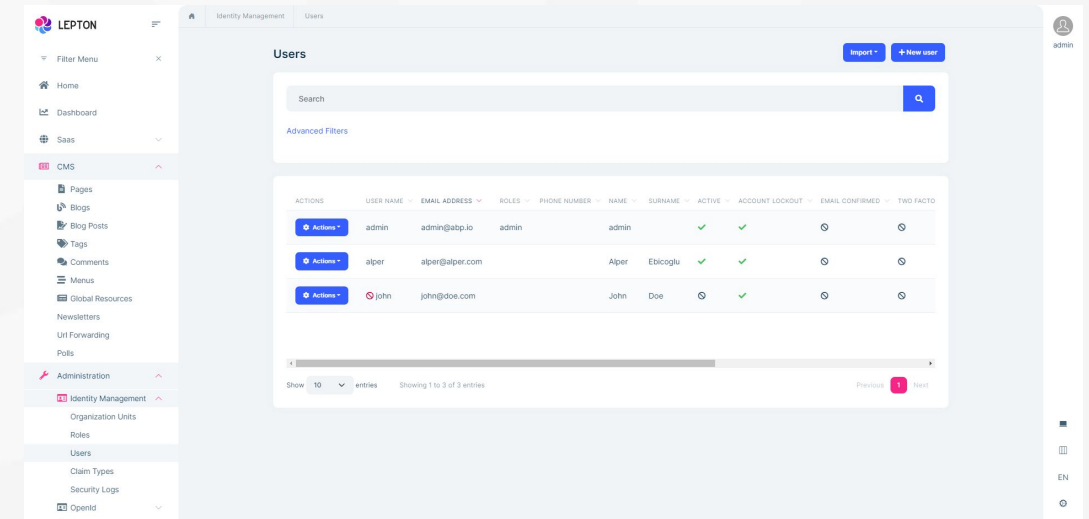 LEPTON
Filter Menu
Home
Dashboard
Saas
CMS
Pages
Blogs
Blog Posts
Tags
Comments
Menus
Global Resources
Newsletters
Url Forwarding
Polls
Administration
Identity Management
Organization Units
Roles
Users
Claim Types
Security Logs
OpenId
Identity Management Users
Users
Import + New user
Search
Advanced Filters
ACTIONS USER NAME EMAIL ADDRESS ROLES PHONE NUMBER NAME SURNAME ACTIVE ACCOUNT LOCKOUT EMAIL CONFIRMED TWO FACTO
Actions admin admin@abp.io admin admin
Actions alper alper@alper.com Alper Ebicoglu
Actions john john@doe.com John Doe
Show 10 entries Showing 1 to 3 of 3 entries Previous 1 Next
admin
EN